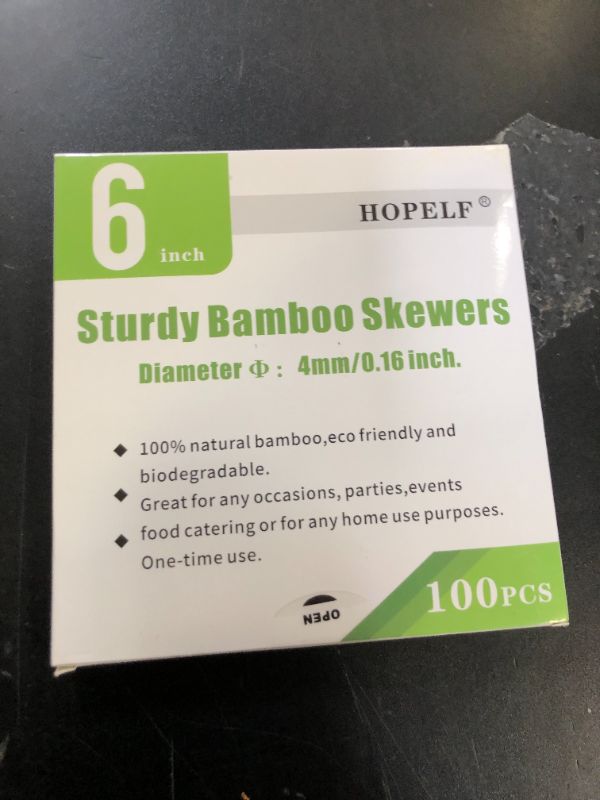 6 inch
HOPELF®
Sturdy Bamboo Skewers
Diameter Φ : 4mm/0.16 inch.
◆ 100% natural bamboo,eco friendly and
biodegradable.
◆ Great for any occasions, parties,events
◆ food catering or for any home use purposes.
One-time use.
OPEN
100PCS